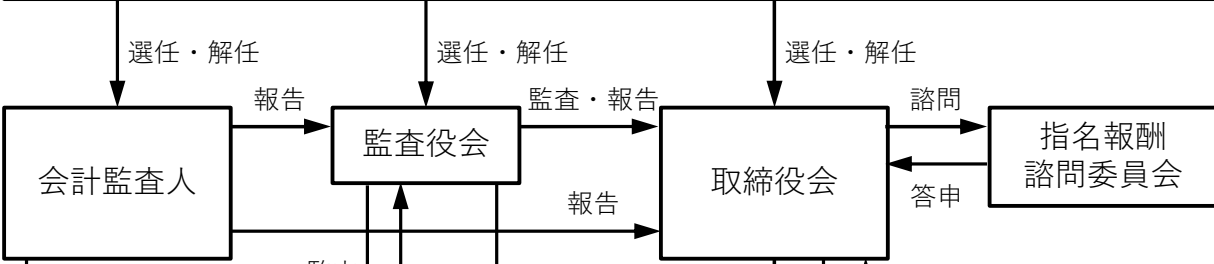 選任・解任
選任・解任
選任・解任
報告
監査・報告
諮問
会計監査人
監査役会
取締役会
指名報酬
諮問委員会
答申
報告